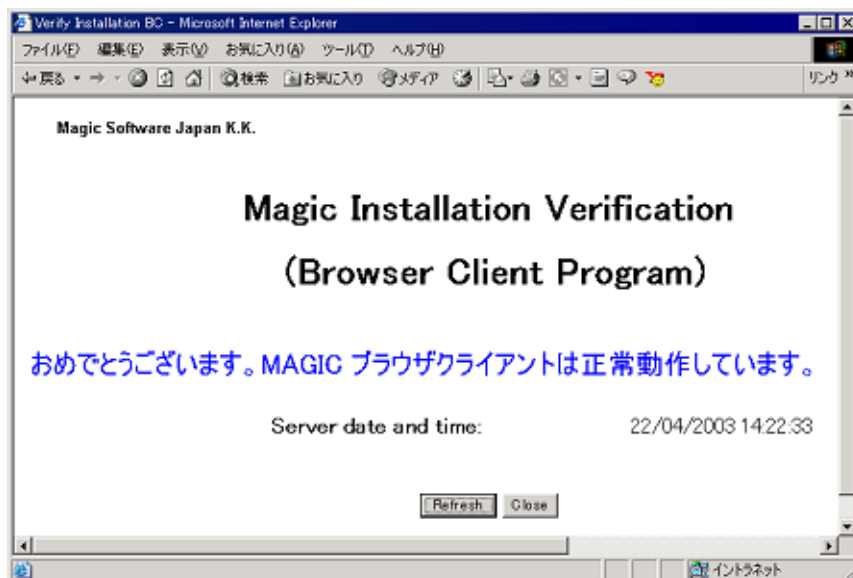 Verify Installation BC - Microsoft Internet Explorer
ファイル(F) 編集(E) 表示(V) お気に入り(A) ツール(T) ヘルプ(H)
戻る 検索 お気に入り メディア リンク »
Magic Software Japan K.K.
Magic Installation Verification
(Browser Client Program)
おめでとうございます。MAGIC ブラウザクライアントは正常動作しています。
Server date and time: 22/04/2003 14:22:33
Refresh Close
イントラネット